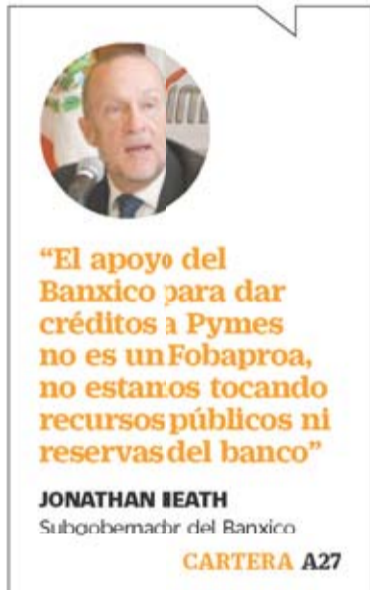 “El apoyo del
Banxico para dar
créditos a Pymes
no es un Fobaproa,
no estamos tocando
recursos públicos ni
reservas del banco”
JONATHAN HEATH
Subgobernador del Banxico
CARTERA A27